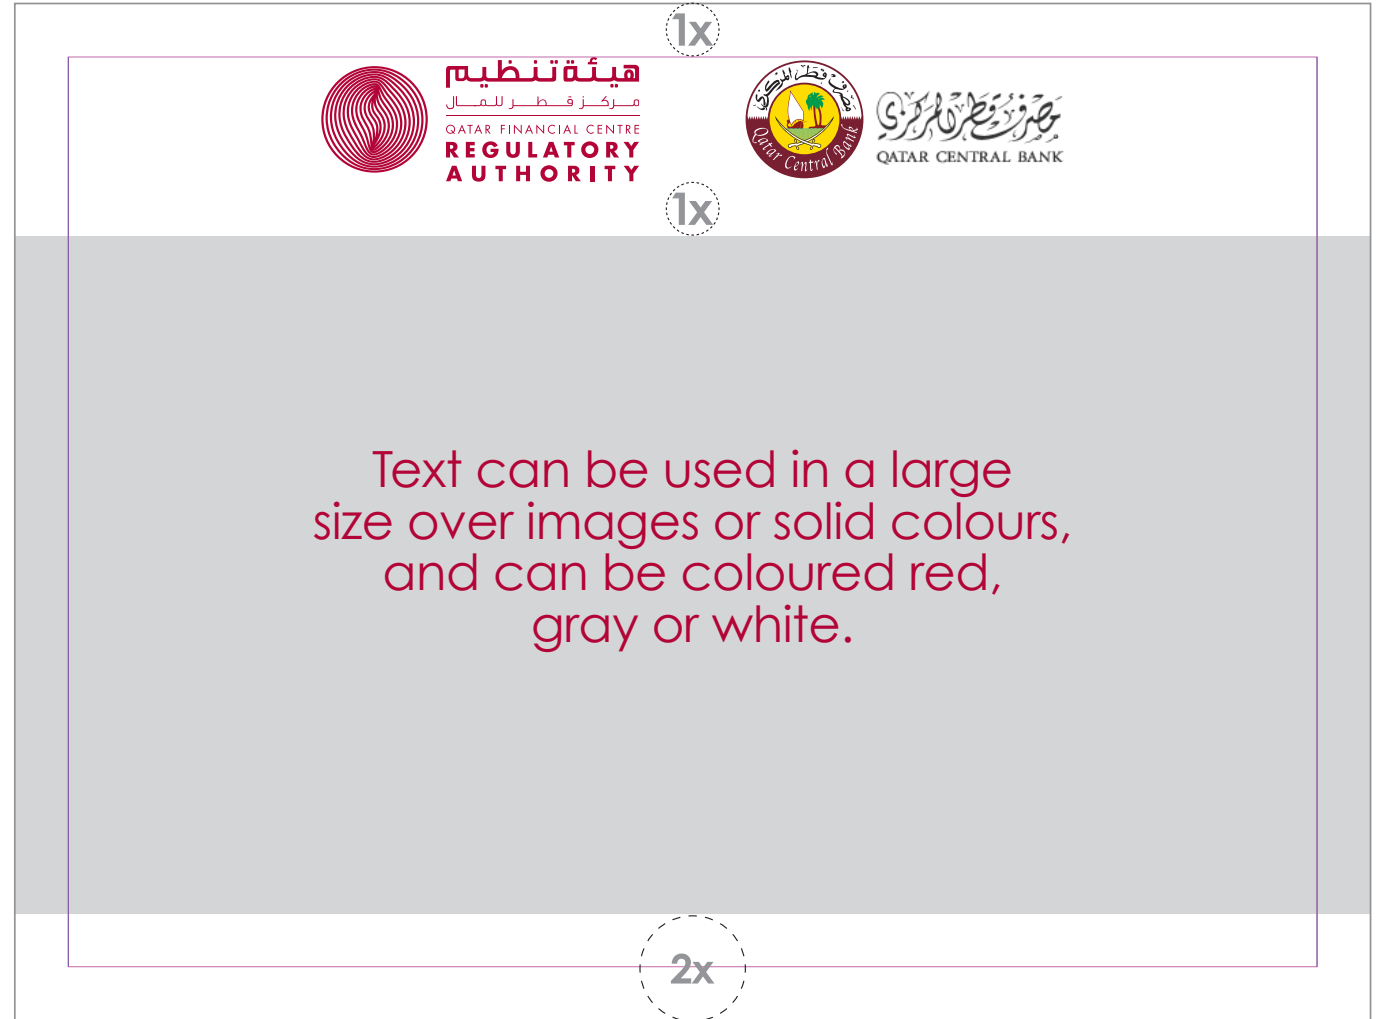 1x
هيئة تنظيم
مركز قطر للمال
QATAR FINANCIAL CENTRE
REGULATORY
AUTHORITY
مصرف قطر المركزي
Qatar Central Bank
مصرف قطر المركزي
QATAR CENTRAL BANK
1x
Text can be used in a large
size over images or solid colours,
and can be coloured red,
gray or white.
2x